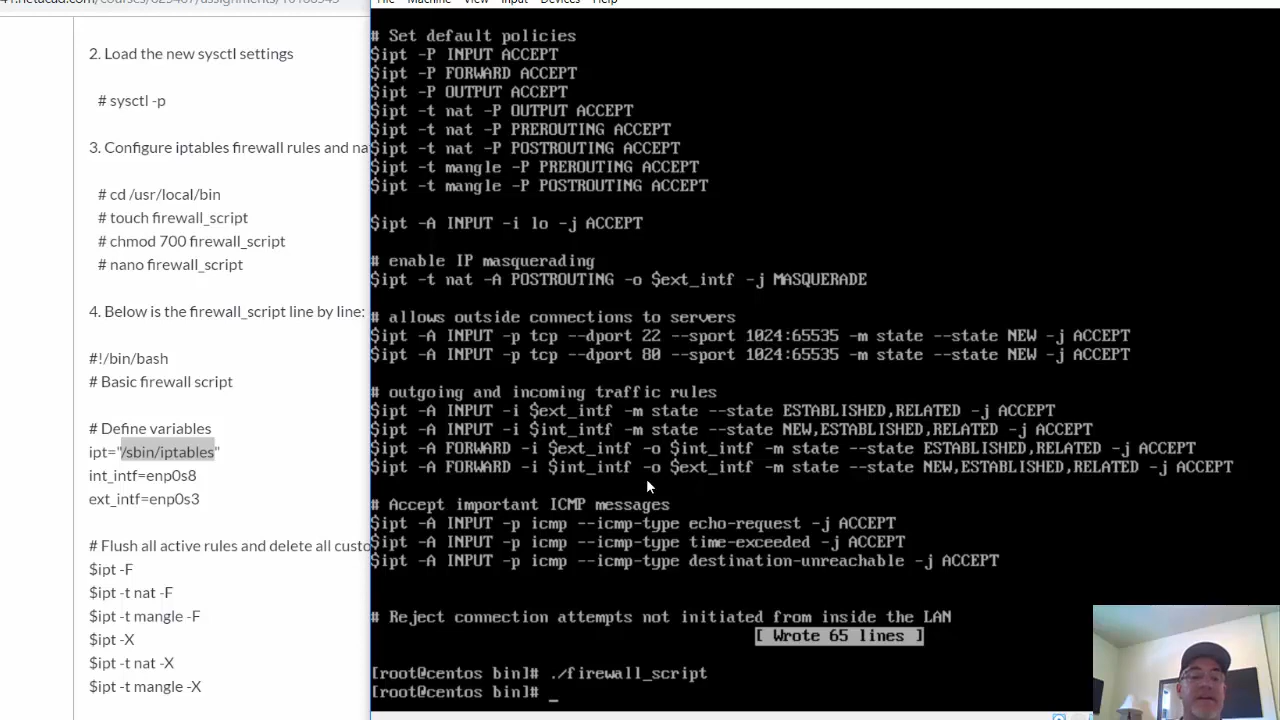 File Machine View Input Devices Help
2. Load the new sysctl settings
# sysctl -p
3. Configure iptables firewall rules and na
# cd /usr/local/bin
# touch firewall_script
# chmod 700 firewall_script
# nano firewall_script
4. Below is the firewall_script line by line:
#!/bin/bash
# Basic firewall script
# Define variables
ipt="/sbin/iptables"
int_intf=enp0s8
ext_intf=enp0s3
# Flush all active rules and delete all custo
$ipt -F
$ipt -t nat -F
$ipt -t mangle -F
$ipt -X
$ipt -t nat -X
$ipt -t mangle -X
# Set default policies
$ipt -P INPUT ACCEPT
$ipt -P FORWARD ACCEPT
$ipt -P OUTPUT ACCEPT
$ipt -t nat -P OUTPUT ACCEPT
$ipt -t nat -P PREROUTING ACCEPT
$ipt -t nat -P POSTROUTING ACCEPT
$ipt -t mangle -P PREROUTING ACCEPT
$ipt -t mangle -P POSTROUTING ACCEPT
$ipt -A INPUT -i lo -j ACCEPT
# enable IP masquerading
$ipt -t nat -A POSTROUTING -o $ext_intf -j MASQUERADE
# allows outside connections to servers
$ipt -A INPUT -p tcp --dport 22 --sport 1024:65535 -m state --state NEW -j ACCEPT
$ipt -A INPUT -p tcp --dport 80 --sport 1024:65535 -m state --state NEW -j ACCEPT
# outgoing and incoming traffic rules
$ipt -A INPUT -i $ext_intf -m state --state ESTABLISHED,RELATED -j ACCEPT
$ipt -A INPUT -i $int_intf -m state --state NEW,ESTABLISHED,RELATED -j ACCEPT
$ipt -A FORWARD -i $ext_intf -o $int_intf -m state --state ESTABLISHED,RELATED -j ACCEPT
$ipt -A FORWARD -i $int_intf -o $ext_intf -m state --state NEW,ESTABLISHED,RELATED -j ACCEPT
# Accept important ICMP messages
$ipt -A INPUT -p icmp --icmp-type echo-request -j ACCEPT
$ipt -A INPUT -p icmp --icmp-type time-exceeded -j ACCEPT
$ipt -A INPUT -p icmp --icmp-type destination-unreachable -j ACCEPT
# Reject connection attempts not initiated from inside the LAN
[ Wrote 65 lines ]
[root@centos bin]# ./firewall_script
[root@centos bin]# _